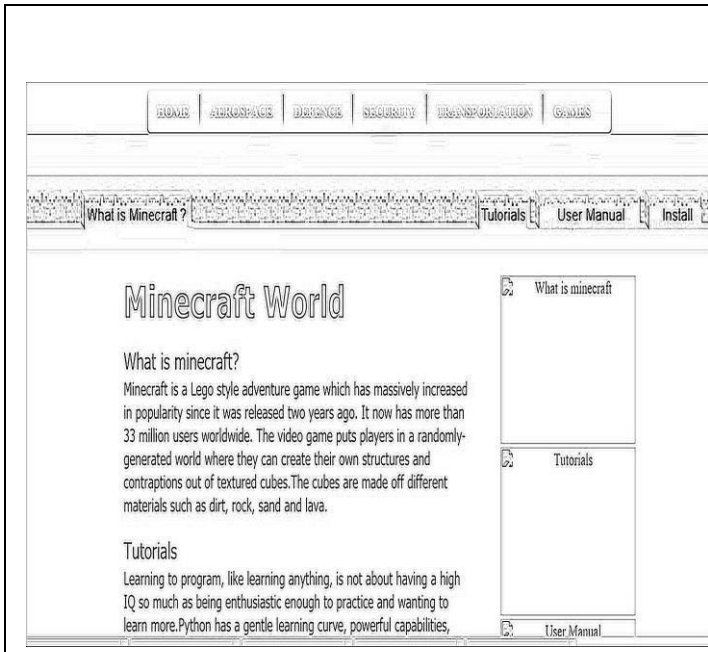 HOME AEROSPACE DEFENCE SECURITY TRANSPORTATION GAMES
What is Minecraft ? Tutorials User Manual Install
Minecraft World
What is minecraft?
Minecraft is a Lego style adventure game which has massively increased
in popularity since it was released two years ago. It now has more than
33 million users worldwide. The video game puts players in a randomly-
generated world where they can create their own structures and
contraptions out of textured cubes.The cubes are made off different
materials such as dirt, rock, sand and lava.
Tutorials
Learning to program, like learning anything, is not about having a high
IQ so much as being enthusiastic enough to practice and wanting to
learn more.Python has a gentle learning curve, powerful capabilities,
What is minecraft
Tutorials
User Manual